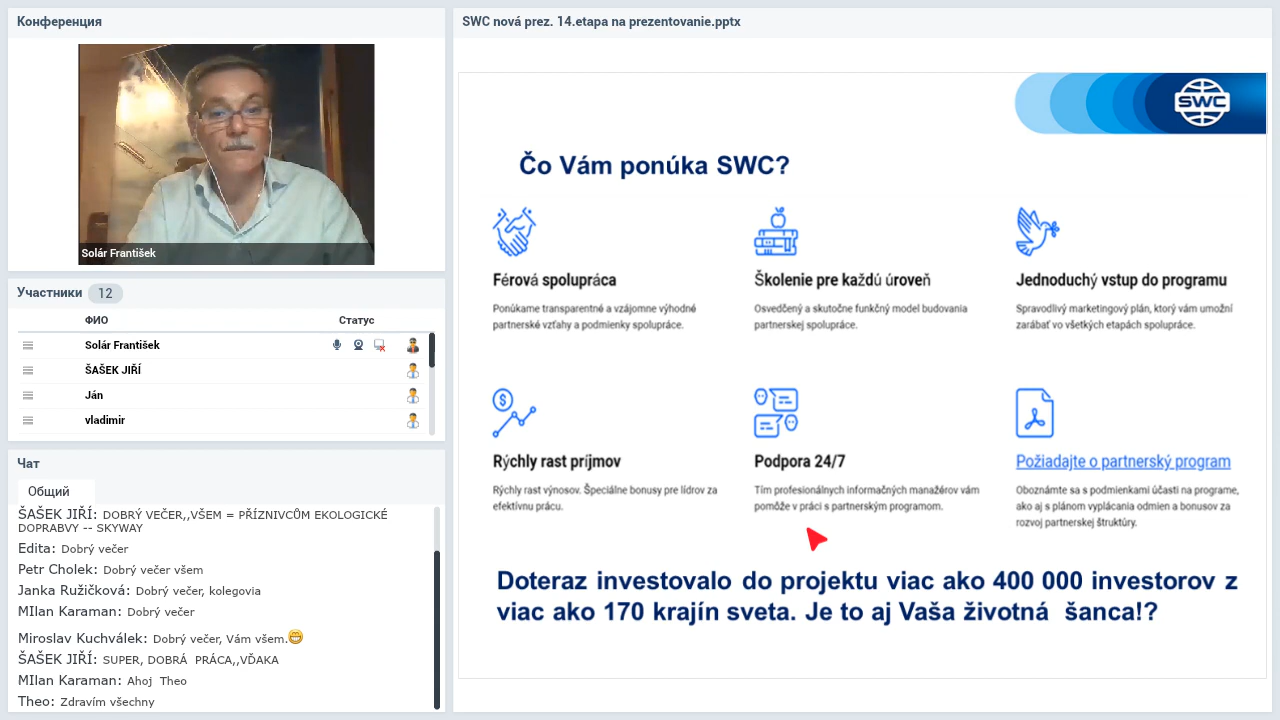 Конференция
Solár František
Участники 12
ФИО Статус
Solár František
ŠAŠEK JIŘÍ
Ján
vladimir
Чат
Общий
ŠAŠEK JIŘÍ: DOBRÝ VEČER,,VŠEM = PŘÍZNIVCŮM EKOLOGICKÉ
DOPRABVY -- SKYWAY
Edita: Dobrý večer
Petr Cholek: Dobrý večer všem
Janka Ružičková: Dobrý večer, kolegovia
MIlan Karaman: Dobrý večer
Miroslav Kuchválek: Dobrý večer, Vám všem.😁
ŠAŠEK JIŘÍ: SUPER, DOBRÁ PRÁCA,,VĎAKA
MIlan Karaman: Ahoj Theo
Theo: Zdravím všechny
SWC nová prez. 14.etapa na prezentovanie.pptx
SWC
Čo Vám ponúka SWC?
Férová spolupráca
Ponúkame transparentné a vzájomne výhodné
partnerské vzťahy a podmienky spolupráce.
Školenie pre každú úroveň
Osvedčený a skutočne funkčný model budovania
partnerskej spolupráce.
Jednoduchý vstup do programu
Spravodlivý marketingový plán, ktorý vám umožní
zarábať vo všetkých etapách spolupráce.
Rýchly rast príjmov
Rýchly rast výnosov. Špeciálne bonusy pre lídrov za
efektívnu prácu.
Podpora 24/7
Tím profesionálnych informačných manažérov vám
pomôže v práci s partnerským programom.
Požiadajte o partnerský program
Oboznámte sa s podmienkami účasti na programe,
ako aj s plánom vyplácania odmien a bonusov za
rozvoj partnerskej štruktúry.
Doteraz investovalo do projektu viac ako 400 000 investorov z
viac ako 170 krajín sveta. Je to aj Vaša životná šanca!?